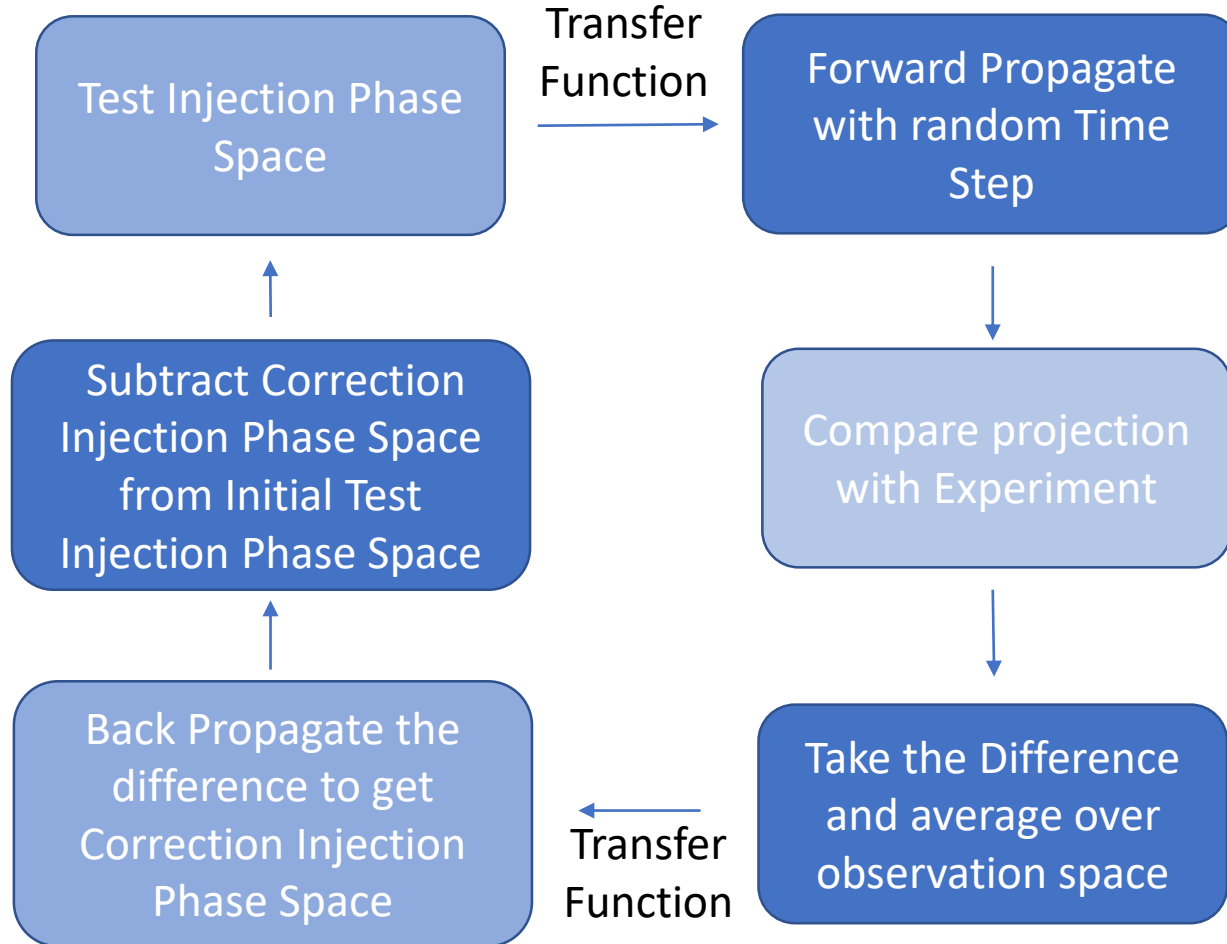 Test Injection Phase
Space
Transfer
Function
Forward Propagate
with random Time
Step
Compare projection
with Experiment
Take the Difference
and average over
observation space
Transfer
Function
Back Propagate the
difference to get
Correction Injection
Phase Space
Subtract Correction
Injection Phase Space
from Initial Test
Injection Phase Space